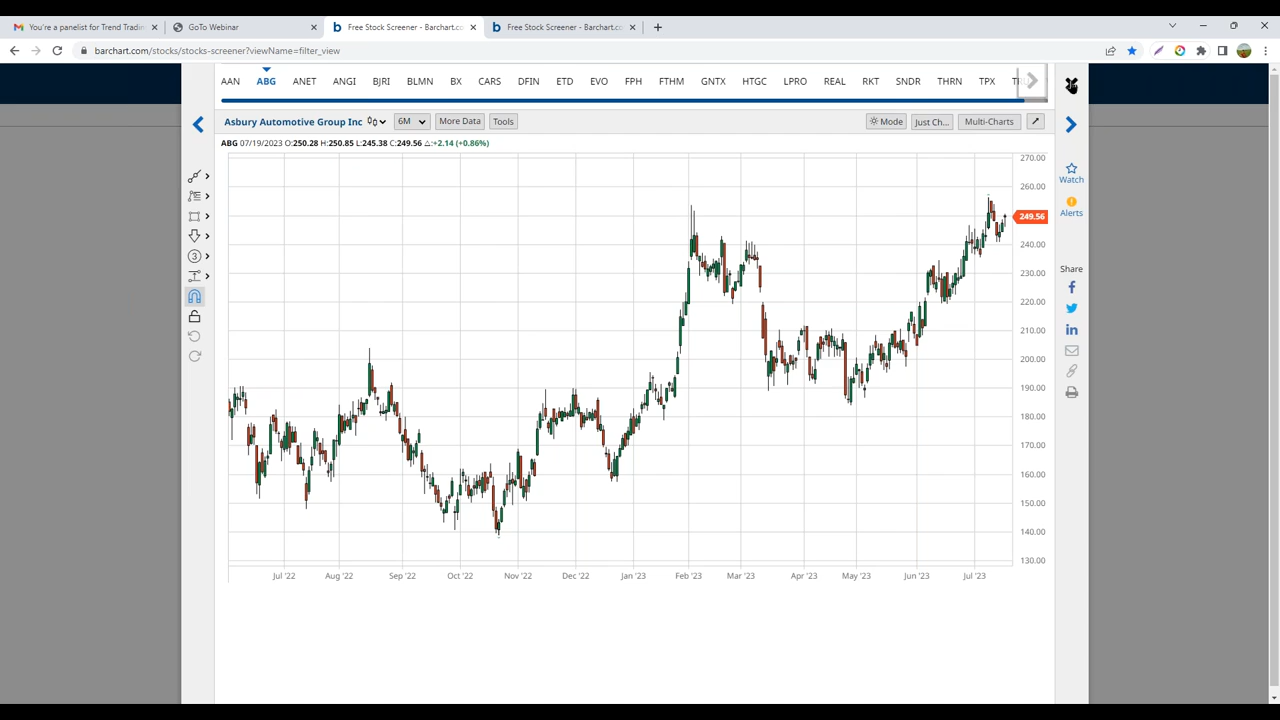 You're a panelist for Trend Tradin
GoTo Webinar
Free Stock Screener - Barchart.co
Free Stock Screener - Barchart.co
barchart.com/stocks/stocks-screener?viewName=filter_view
AAN ABG ANET ANGI BJRI BLMN BX CARS DFIN ETD EVO FPH FTHM GNTX HTGC LPRO REAL RKT SNDR THRN TPX
Asbury Automotive Group Inc 6M More Data Tools Mode Just Ch... Multi-Charts
ABG 07/19/2023 O:250.28 H:250.85 L:245.38 C:249.56 △:+2.14 (+0.86%)
270.00
260.00
249.56
240.00
230.00
220.00
210.00
200.00
190.00
180.00
170.00
160.00
150.00
140.00
130.00
Jul '22 Aug '22 Sep '22 Oct '22 Nov '22 Dec '22 Jan '23 Feb '23 Mar '23 Apr '23 May '23 Jun '23 Jul '23
3
Watch
Alerts
Share